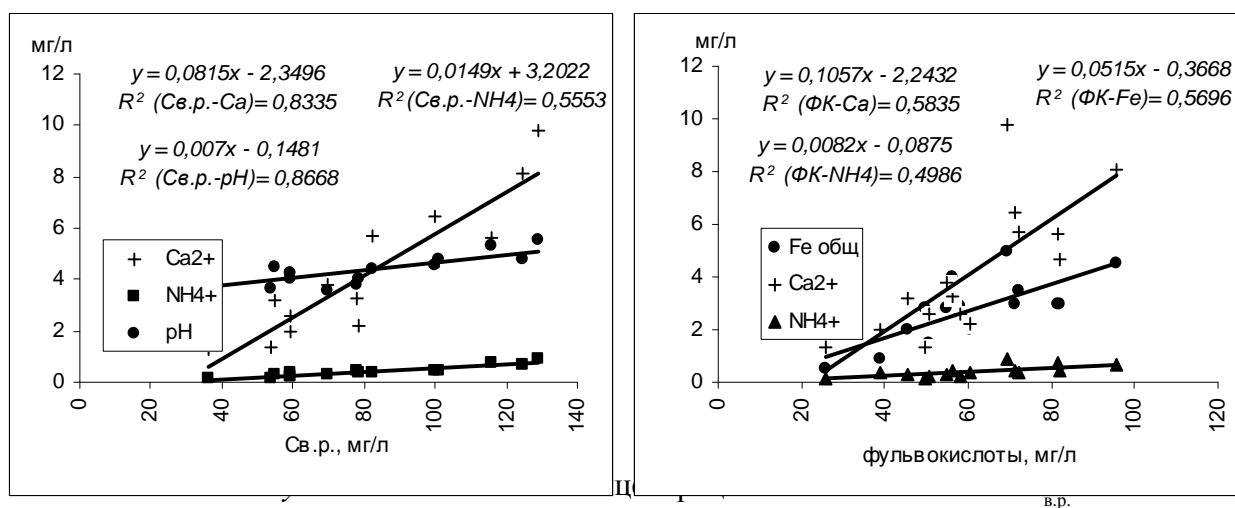 мг/л
y = 0,0815x - 2,3496
R² (Св.р.-Ca)= 0,8335
y = 0,0149x + 3,2022
R² (Св.р.-NH4)= 0,5553
y = 0,007x - 0,1481
R² (Св.р.-pH)= 0,8668
12
10
8
6
4
2
0
Ca2+
NH4+
pH
0
20
40
60
80
100
120
140
Св.р., мг/л
мг/л
y = 0,1057x - 2,2432
R² (ФК-Ca)= 0,5835
y = 0,0515x - 0,3668
R² (ФК-Fe)= 0,5696
y = 0,0082x - 0,0875
R² (ФК-NH4)= 0,4986
12
10
8
6
4
2
0
Fe общ
Ca2+
NH4+
0
20
40
60
80
100
120
фульвокислоты, мг/л
в.р.